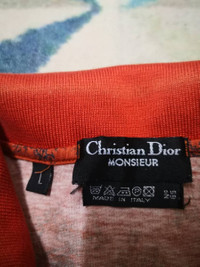 Christian Dior
MONSIEUR
MADE IN ITALY
L